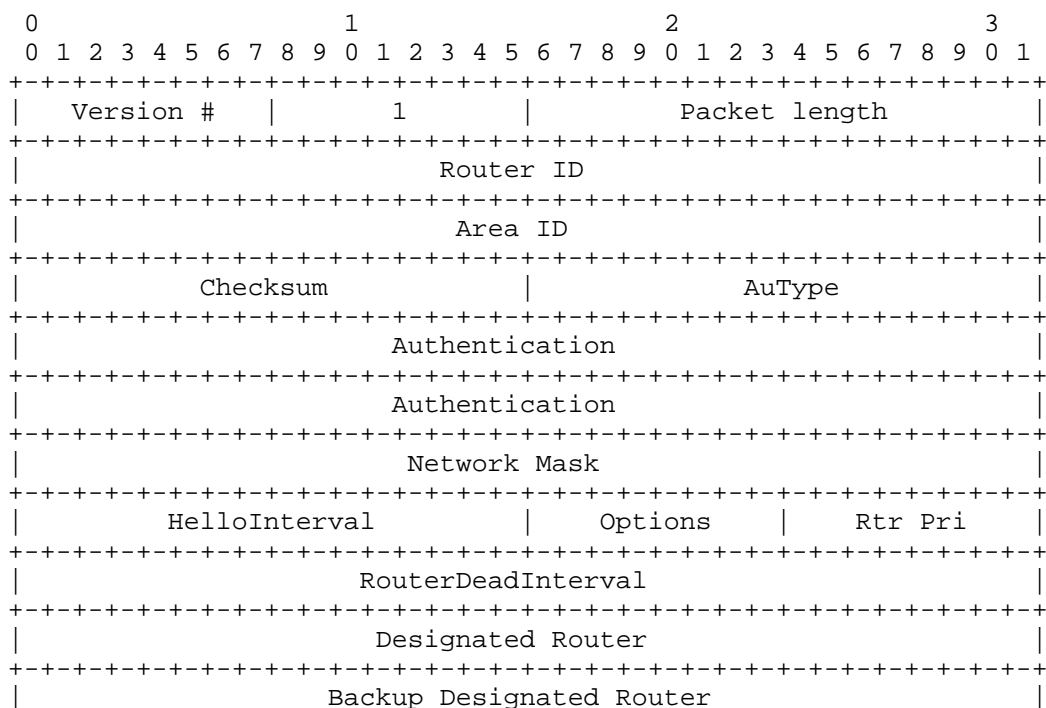 0                   1                   2                   3
 0 1 2 3 4 5 6 7 8 9 0 1 2 3 4 5 6 7 8 9 0 1 2 3 4 5 6 7 8 9 0 1
+-+-+-+-+-+-+-+-+-+-+-+-+-+-+-+-+-+-+-+-+-+-+-+-+-+-+-+-+-+-+-+-+
|   Version #   |       1       |         Packet length         |
+-+-+-+-+-+-+-+-+-+-+-+-+-+-+-+-+-+-+-+-+-+-+-+-+-+-+-+-+-+-+-+-+
|                          Router ID                            |
+-+-+-+-+-+-+-+-+-+-+-+-+-+-+-+-+-+-+-+-+-+-+-+-+-+-+-+-+-+-+-+-+
|                           Area ID                             |
+-+-+-+-+-+-+-+-+-+-+-+-+-+-+-+-+-+-+-+-+-+-+-+-+-+-+-+-+-+-+-+-+
|           Checksum            |             AuType            |
+-+-+-+-+-+-+-+-+-+-+-+-+-+-+-+-+-+-+-+-+-+-+-+-+-+-+-+-+-+-+-+-+
|                       Authentication                          |
+-+-+-+-+-+-+-+-+-+-+-+-+-+-+-+-+-+-+-+-+-+-+-+-+-+-+-+-+-+-+-+-+
|                       Authentication                          |
+-+-+-+-+-+-+-+-+-+-+-+-+-+-+-+-+-+-+-+-+-+-+-+-+-+-+-+-+-+-+-+-+
|                        Network Mask                           |
+-+-+-+-+-+-+-+-+-+-+-+-+-+-+-+-+-+-+-+-+-+-+-+-+-+-+-+-+-+-+-+-+
|         HelloInterval         |    Options    |    Rtr Pri    |
+-+-+-+-+-+-+-+-+-+-+-+-+-+-+-+-+-+-+-+-+-+-+-+-+-+-+-+-+-+-+-+-+
|                     RouterDeadInterval                        |
+-+-+-+-+-+-+-+-+-+-+-+-+-+-+-+-+-+-+-+-+-+-+-+-+-+-+-+-+-+-+-+-+
|                      Designated Router                        |
+-+-+-+-+-+-+-+-+-+-+-+-+-+-+-+-+-+-+-+-+-+-+-+-+-+-+-+-+-+-+-+-+
|                   Backup Designated Router                    |